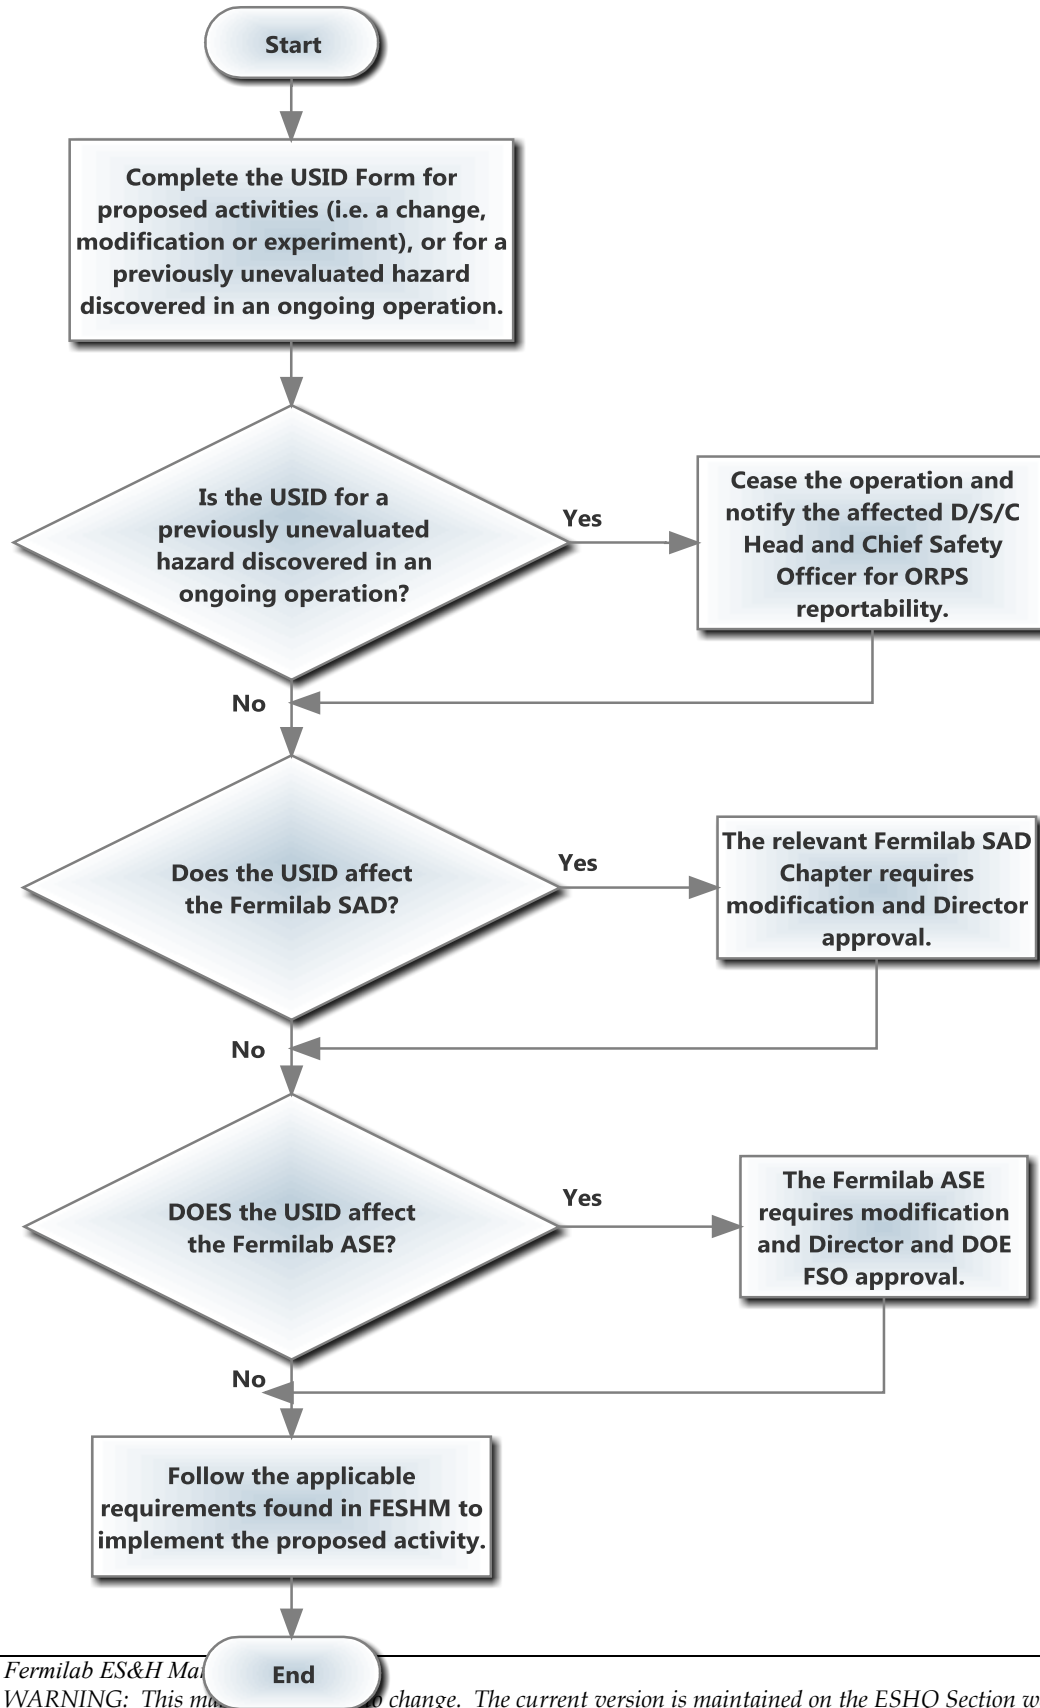 Start
Complete the USID Form for
proposed activities (i.e. a change,
modification or experiment), or for a
previously unevaluated hazard
discovered in an ongoing operation.
Is the USID for a
previously unevaluated
hazard discovered in an
ongoing operation?
Yes
Cease the operation and
notify the affected D/S/C
Head and Chief Safety
Officer for ORPS
reportability.
No
Does the USID affect
the Fermilab SAD?
Yes
The relevant Fermilab SAD
Chapter requires
modification and Director
approval.
No
DOES the USID affect
the Fermilab ASE?
Yes
The Fermilab ASE
requires modification
and Director and DOE
FSO approval.
No
Follow the applicable
requirements found in FESHM to
implement the proposed activity.
End
Fermilab ES&H
WARNING: This change. The current version is maintained on the ESHO Section